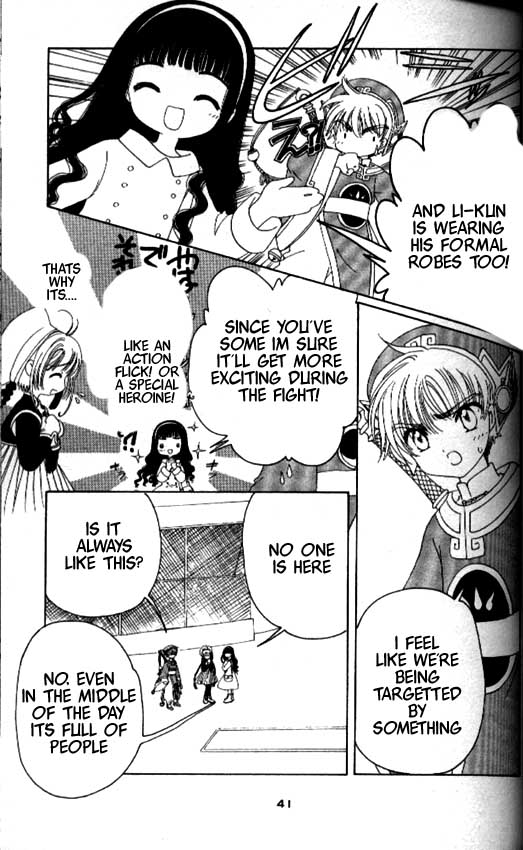 え?!
AND LI-KUN
IS WEARING
HIS FORMAL
ROBES TOO!
SINCE YOU'VE
SOME IM SURE
IT'LL GET MORE
EXCITING DURING
THE FIGHT!
LIKE AN
ACTION
FLICK! OR
A SPECIAL
HEROINE!
THATS
WHY
ITS....
!?
I FEEL
LIKE WE'RE
BEING
TARGETTED
BY
SOMETHING
NO ONE
IS HERE
IS IT
ALWAYS
LIKE THIS?
NO. EVEN
IN THE MIDDLE
OF THE DAY
ITS FULL OF
PEOPLE
41